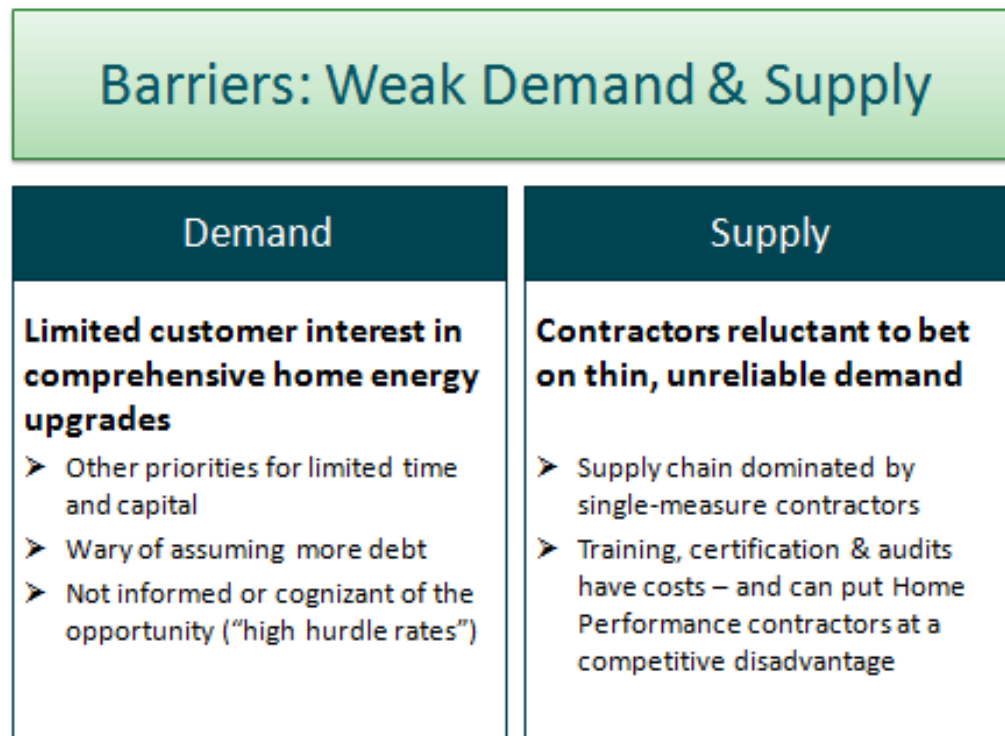 Barriers: Weak Demand & Supply
Demand
Limited customer interest in
comprehensive home energy
upgrades
➤ Other priorities for limited time
and capital
➤ Wary of assuming more debt
➤ Not informed or cognizant of the
opportunity (“high hurdle rates”)
Supply
Contractors reluctant to bet
on thin, unreliable demand
➤ Supply chain dominated by
single-measure contractors
➤ Training, certification & audits
have costs – and can put Home
Performance contractors at a
competitive disadvantage